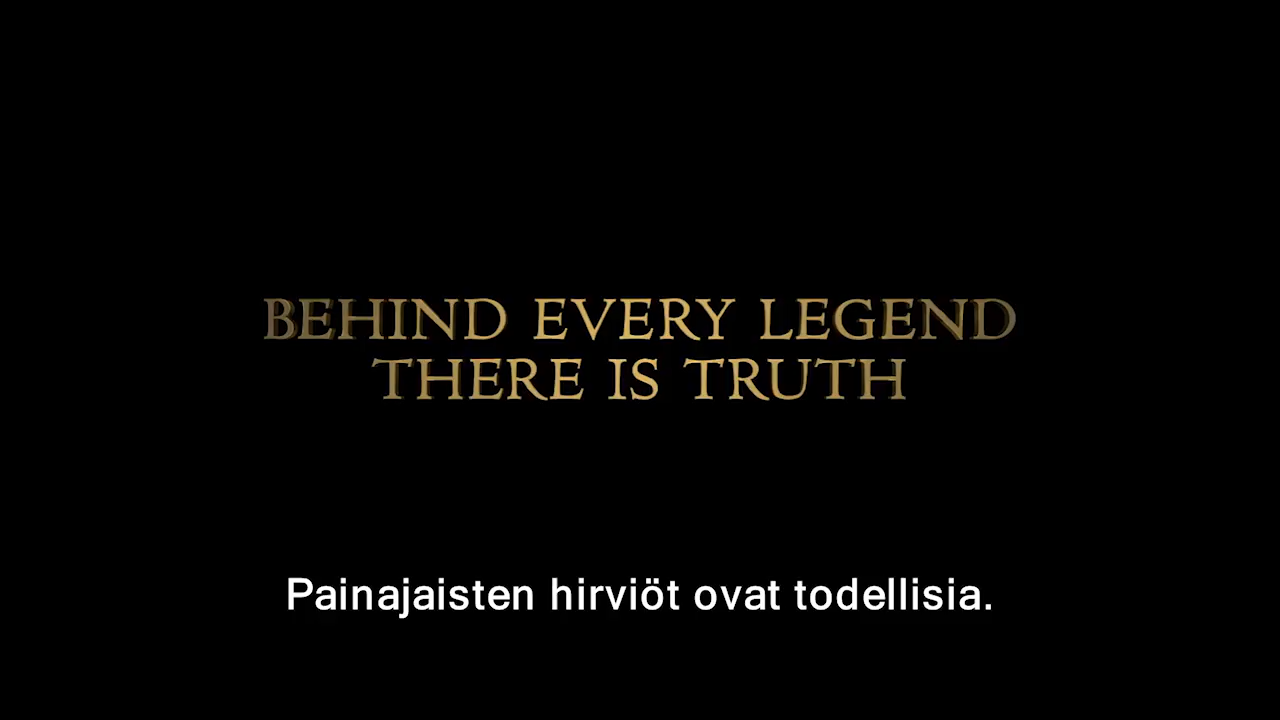 BEHIND EVERY LEGEND
THERE IS TRUTH
Painajaisten hirviöt ovat todellisia.